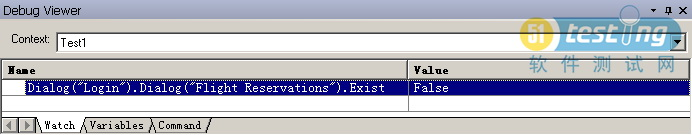 Debug Viewer
Context: Test1
51 testing
软件测试网
Name Value
Dialog("Login").Dialog("Flight Reservations").Exist False
Watch Variables Command